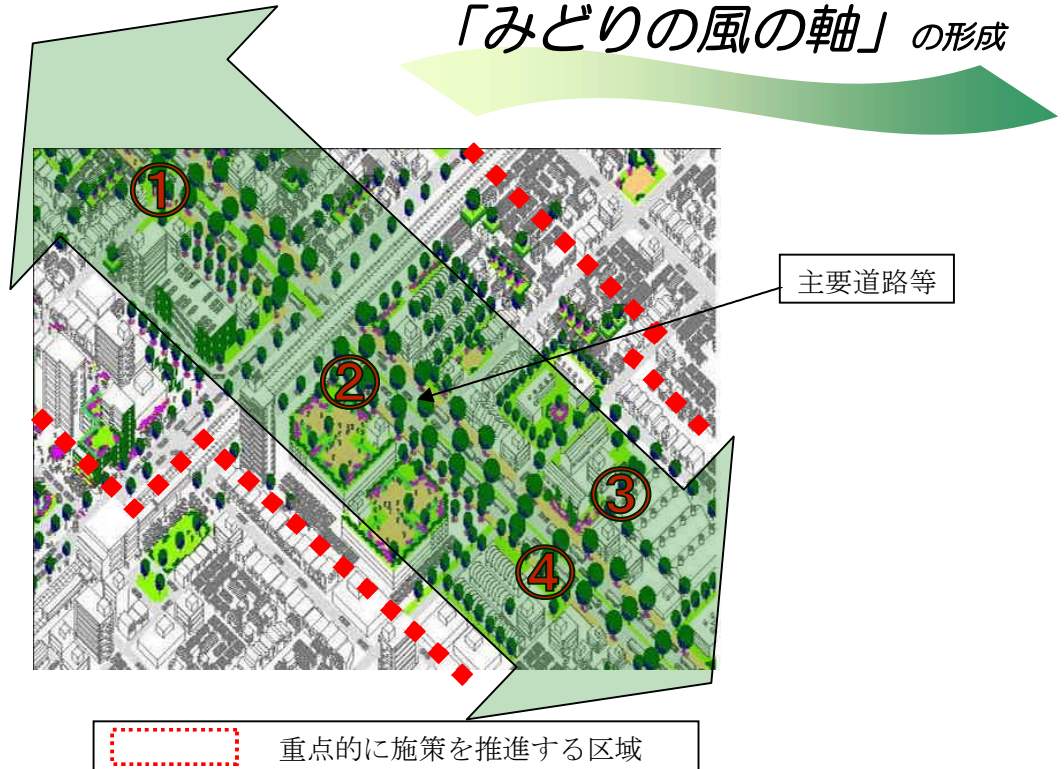 「みどりの風の軸」の形成
①
主要道路等
②
③
④
重点的に施策を推進する区域